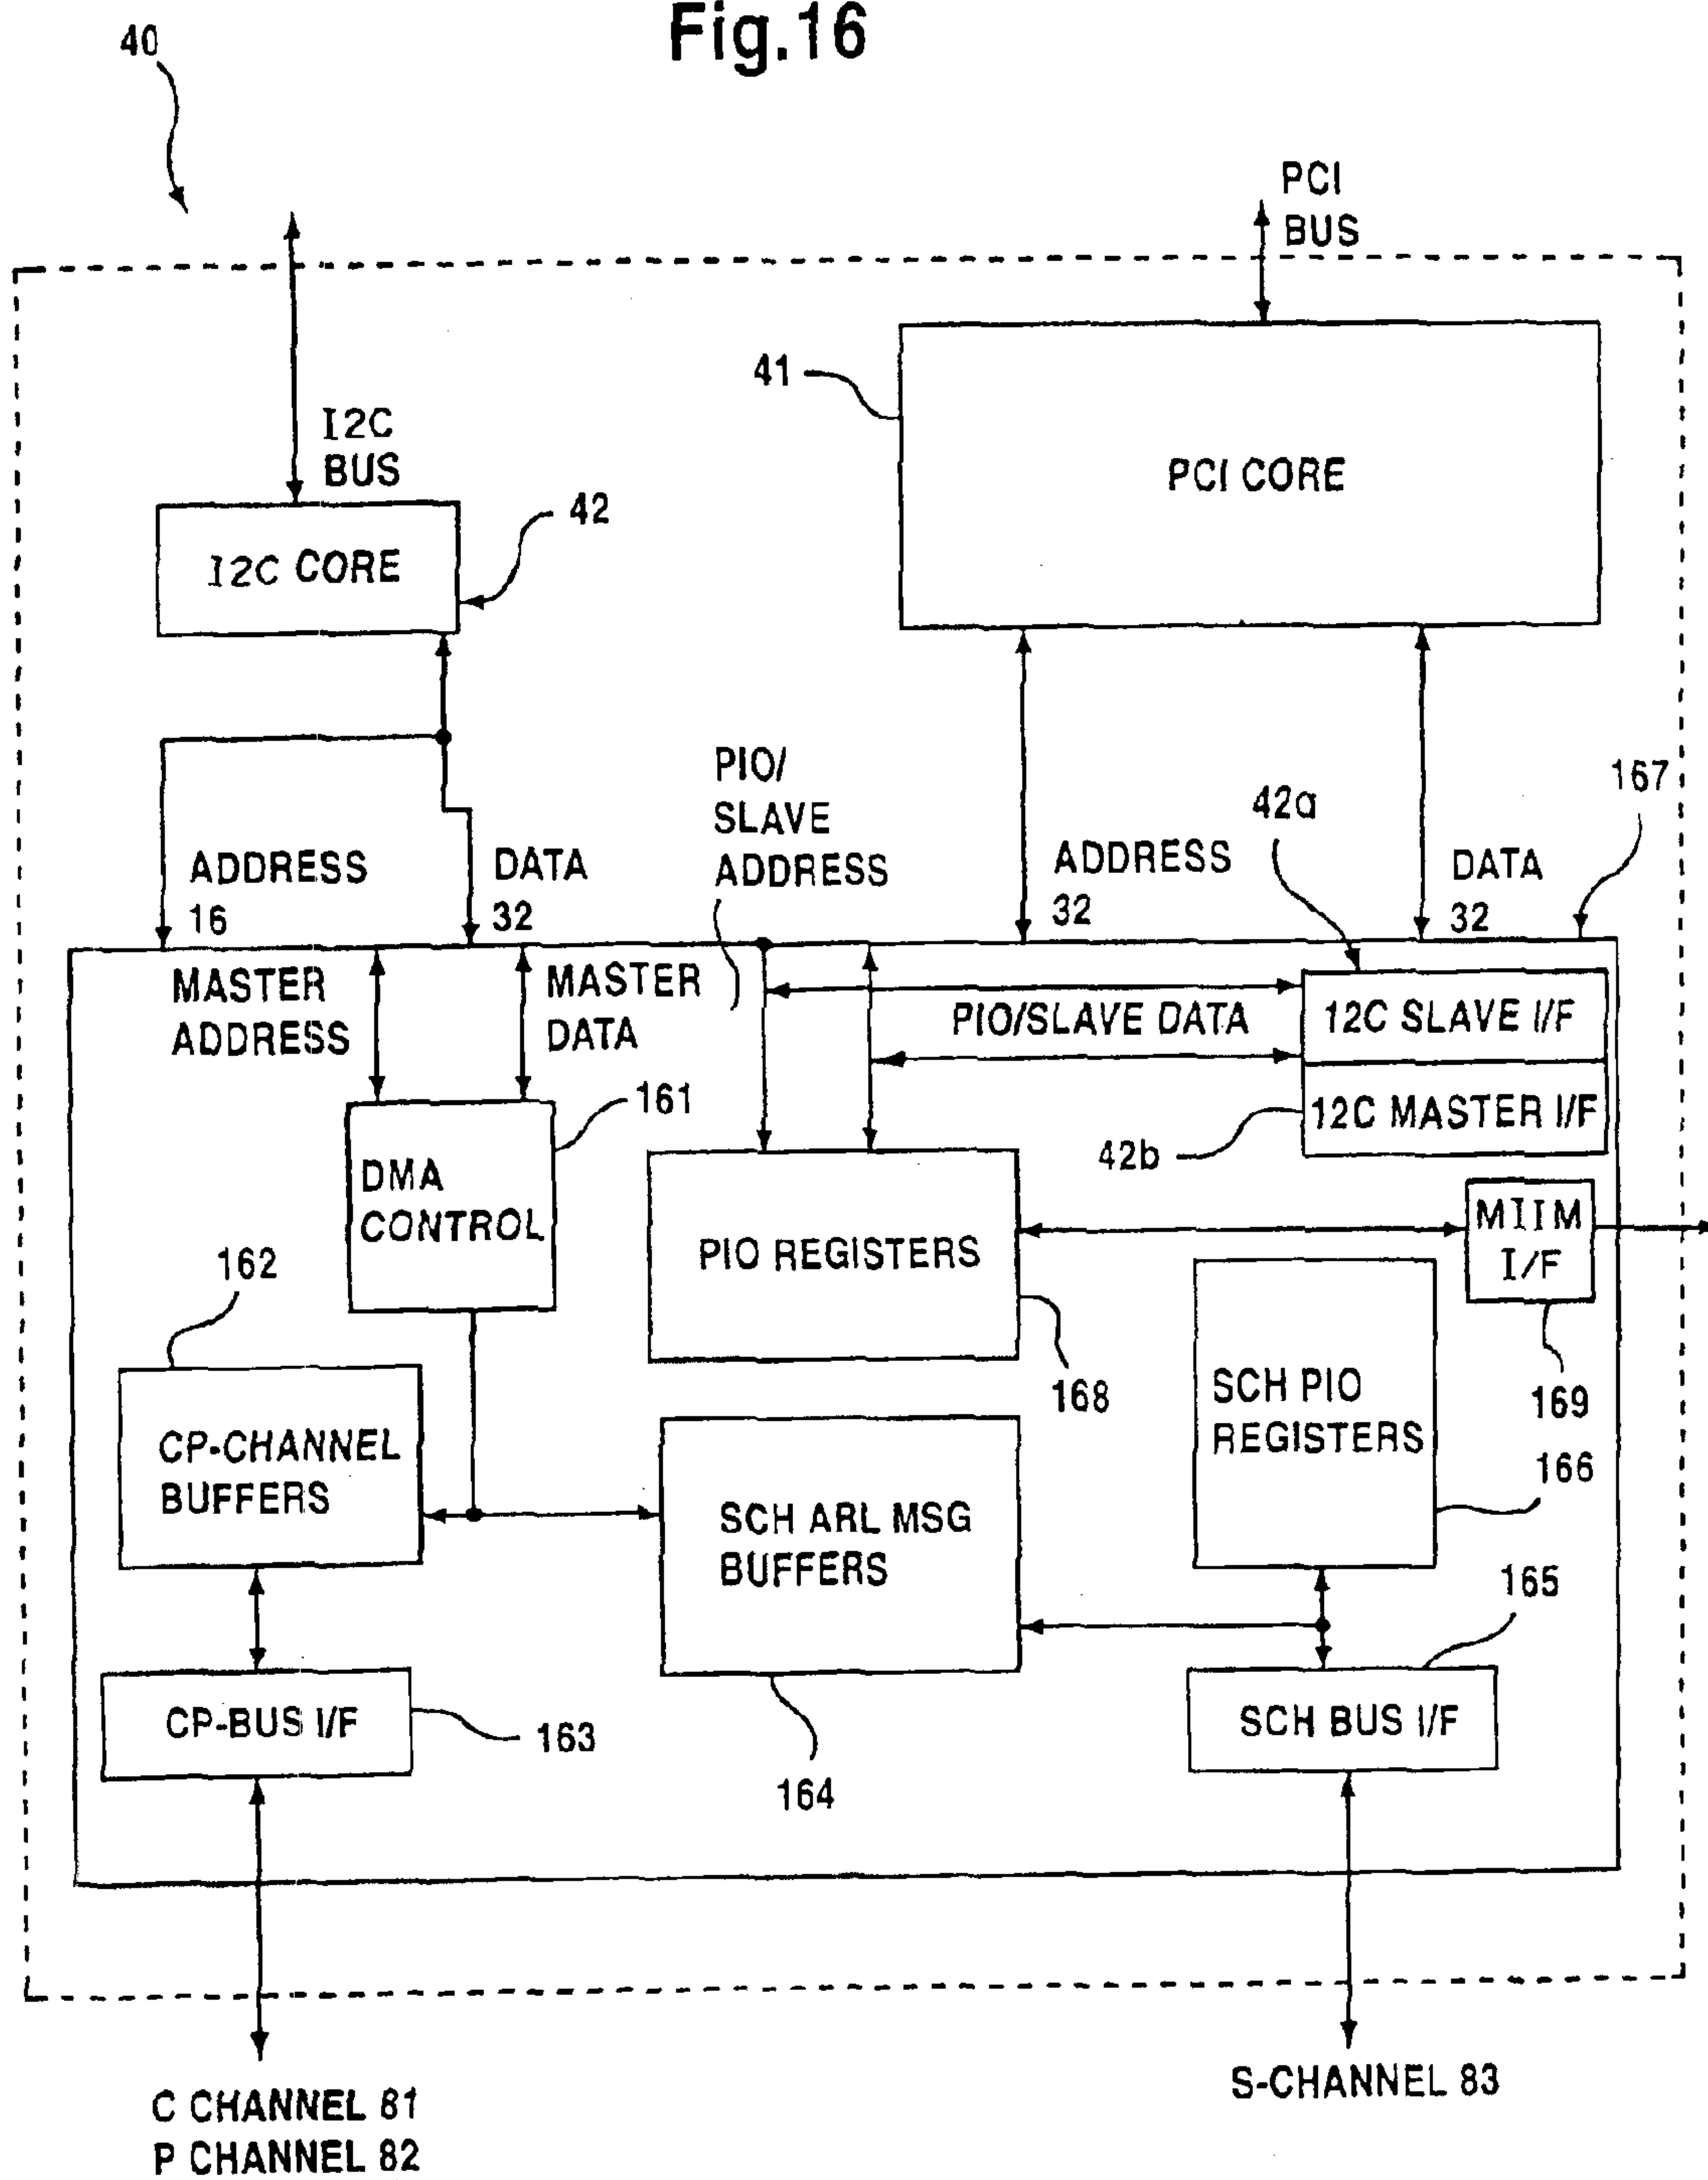 Fig.16
40
PCI
BUS
41
I2C
BUS
PCI CORE
42
I2C CORE
PIO/
SLAVE
ADDRESS
167
42a
ADDRESS
16
DATA
32
ADDRESS
32
DATA
32
MASTER
ADDRESS
MASTER
DATA
PIO/SLAVE DATA
12C SLAVE I/F
12C MASTER I/F
42b
161
DMA
CONTROL
MIIM
I/F
PIO REGISTERS
162
168
169
SCH PIO
REGISTERS
166
CP-CHANNEL
BUFFERS
SCH ARL MSG
BUFFERS
165
CP-BUS I/F
163
SCH BUS I/F
164
C CHANNEL 81
P CHANNEL 82
S-CHANNEL 83